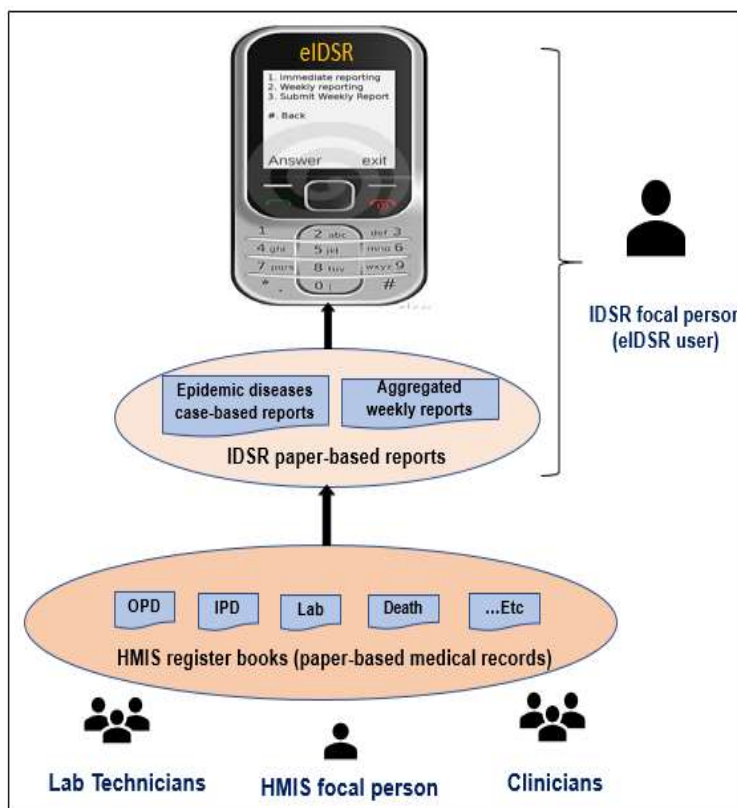 eIDSR
1. Immediate reporting
2. Weekly reporting
3. Submit Weekly Report
#. Back
Answer exit
1 2 abc def 3
4 ghi 5 jkl mno 6
7 pqrs 8 tuv wxyz 9
* . 0 #
IDSR focal person
(eIDSR user)
Epidemic diseases
case-based reports
Aggregated
weekly reports
IDSR paper-based reports
OPD IPD Lab Death ...Etc
HMIS register books (paper-based medical records)
Lab Technicians HMIS focal person Clinicians